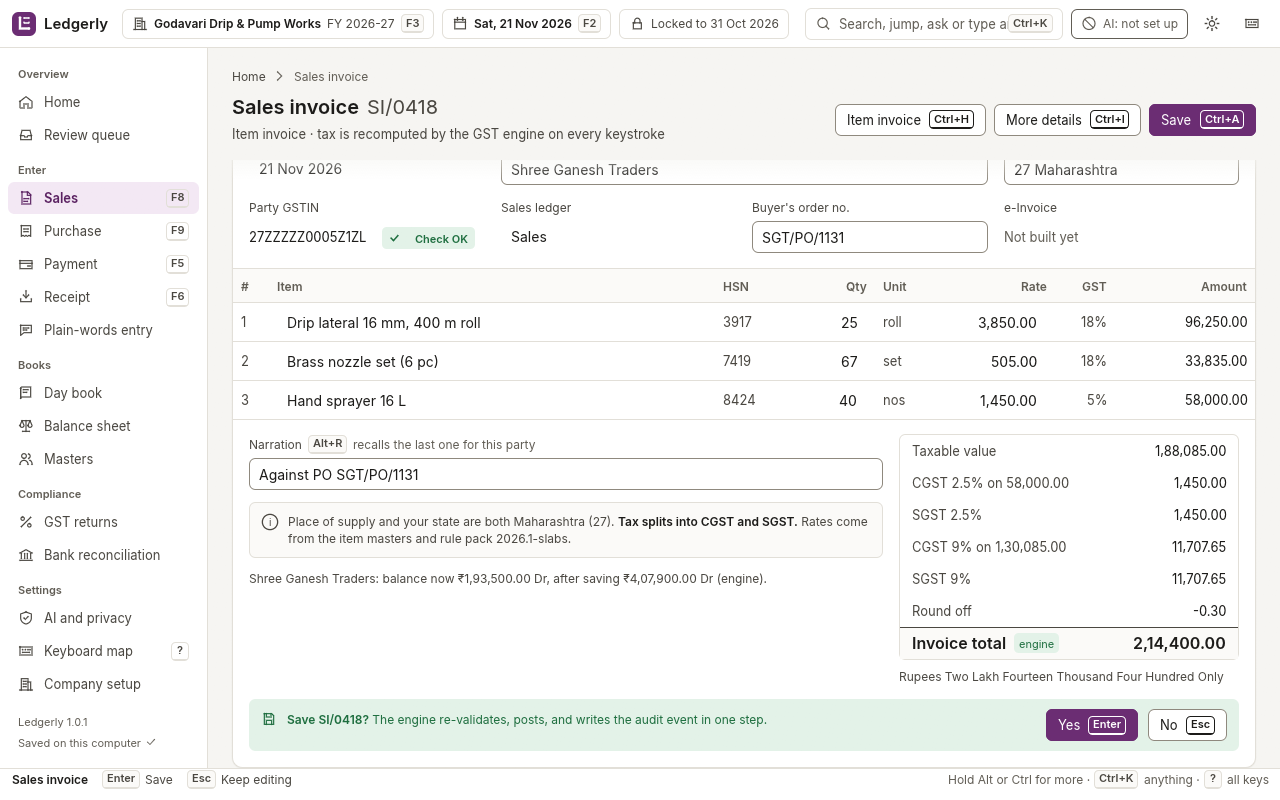 Ledgerly
Godavari Drip & Pump Works FY 2026-27 F3
Sat, 21 Nov 2026 F2
Locked to 31 Oct 2026
Search, jump, ask or type a Ctrl+K
AI: not set up
Overview
Home
Review queue
Enter
Sales F8
Purchase F9
Payment F5
Receipt F6
Plain-words entry
Books
Day book
Balance sheet
Masters
Compliance
GST returns
Bank reconciliation
Settings
AI and privacy
Keyboard map ?
Company setup
Ledgerly 1.0.1
Saved on this computer
Home Sales invoice
Sales invoice SI/0418
Item invoice · tax is recomputed by the GST engine on every keystroke
Item invoice Ctrl+H
More details Ctrl+I
Save Ctrl+A
21 Nov 2026 Shree Ganesh Traders 27 Maharashtra
Party GSTIN Sales ledger Buyer's order no. e-Invoice
27ZZZZZ0005Z1ZL Check OK Sales SGT/PO/1131 Not built yet
# Item HSN Qty Unit Rate GST Amount
1 Drip lateral 16 mm, 400 m roll 3917 25 roll 3,850.00 18% 96,250.00
2 Brass nozzle set (6 pc) 7419 67 set 505.00 18% 33,835.00
3 Hand sprayer 16 L 8424 40 nos 1,450.00 5% 58,000.00
Narration Alt+R recalls the last one for this party
Against PO SGT/PO/1131
Place of supply and your state are both Maharashtra (27). Tax splits into CGST and SGST. Rates come
from the item masters and rule pack 2026.1-slabs.
Shree Ganesh Traders: balance now ₹1,93,500.00 Dr, after saving ₹4,07,900.00 Dr (engine).
Taxable value 1,88,085.00
CGST 2.5% on 58,000.00 1,450.00
SGST 2.5% 1,450.00
CGST 9% on 1,30,085.00 11,707.65
SGST 9% 11,707.65
Round off -0.30
Invoice total engine 2,14,400.00
Rupees Two Lakh Fourteen Thousand Four Hundred Only
Save SI/0418? The engine re-validates, posts, and writes the audit event in one step.
Yes Enter
No Esc
Sales invoice Enter Save Esc Keep editing
Hold Alt or Ctrl for more · Ctrl+K anything · ? all keys